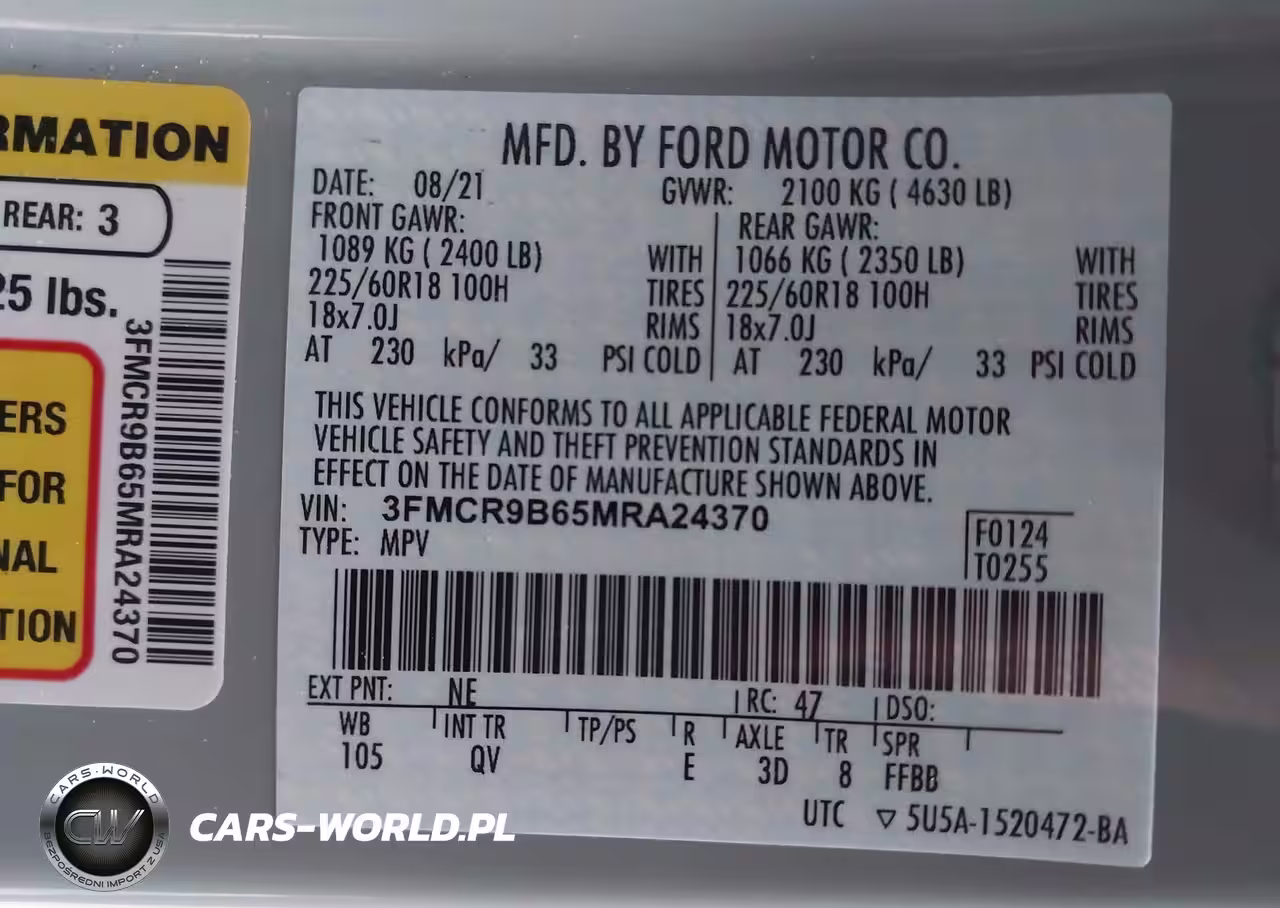 RMATION
REAR: 3
25 lbs.
3FMCR9B65MRA24370
ERS
FOR
NAL
TION
MFD. BY FORD MOTOR CO.
DATE: 08/21 GVWR: 2100 KG ( 4630 LB)
FRONT GAWR: REAR GAWR:
1089 KG ( 2400 LB) WITH 1066 KG ( 2350 LB) WITH
225/60R18 100H TIRES 225/60R18 100H TIRES
18x7.0J RIMS 18x7.0J RIMS
AT 230 kPa/ 33 PSI COLD AT 230 kPa/ 33 PSI COLD
THIS VEHICLE CONFORMS TO ALL APPLICABLE FEDERAL MOTOR
VEHICLE SAFETY AND THEFT PREVENTION STANDARDS IN
EFFECT ON THE DATE OF MANUFACTURE SHOWN ABOVE.
VIN: 3FMCR9B65MRA24370
TYPE: MPV
F0124
T0255
EXT PNT: NE RC: 47 DSO:
WB INT TR TP/PS R AXLE TR SPR
105 QV E 3D 8 FFBB
UTC ▽ 5U5A-1520472-BA
CARS-WORLD
CW
BEZPOŚREDNI IMPORT Z USA
CARS-WORLD.PL